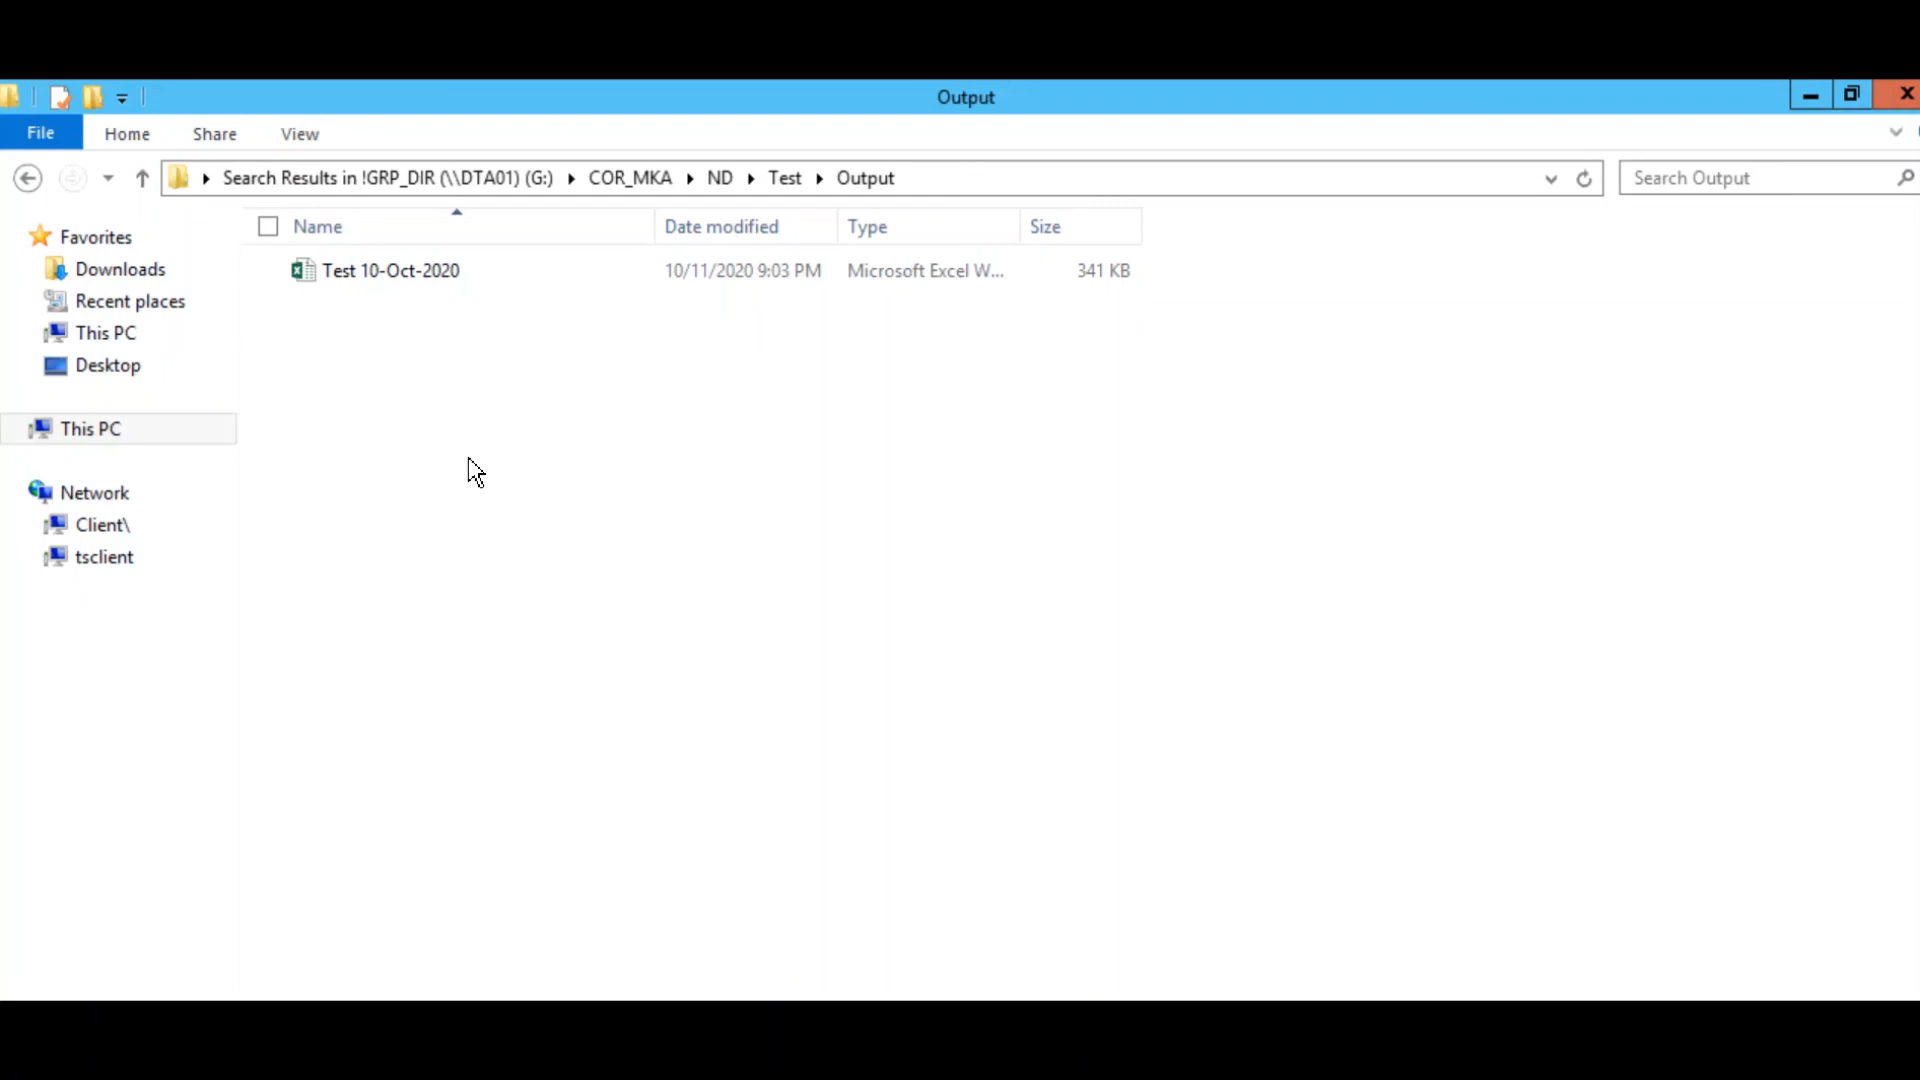 Output
File Home Share View
Search Results in !GRP_DIR (\\DTA01) (G:) COR_MKA ND Test Output Search Output
Name Date modified Type Size
Test 10-Oct-2020 10/11/2020 9:03 PM Microsoft Excel W... 341 KB
Favorites
Downloads
Recent places
This PC
Desktop
This PC
Network
Client\
tsclient